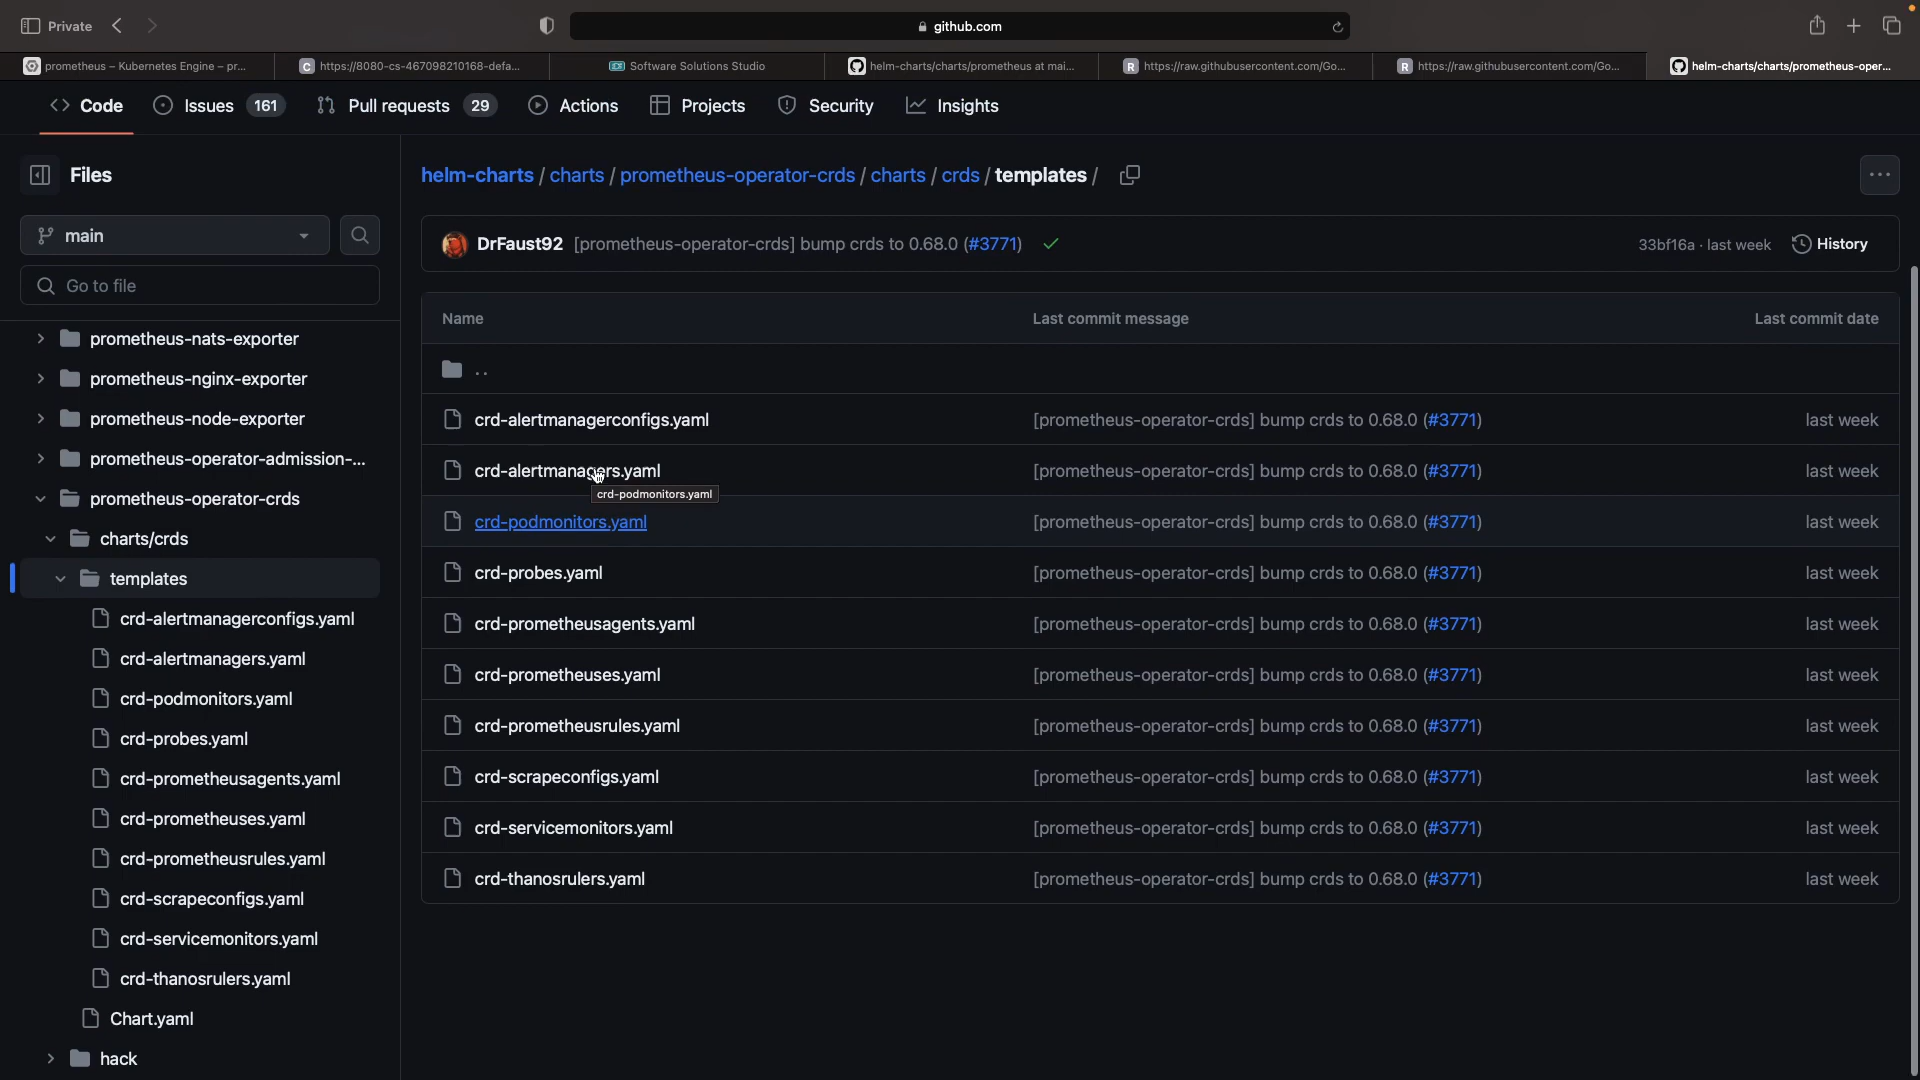 Private
github.com
prometheus – Kubernetes Engine – pr...
https://8080-cs-467098210168-defa...
Software Solutions Studio
helm-charts/charts/prometheus at mai...
https://raw.githubusercontent.com/Go...
https://raw.githubusercontent.com/Go...
helm-charts/charts/prometheus-oper...
Code
Issues 161
Pull requests 29
Actions
Projects
Security
Insights
Files
main
Go to file
prometheus-nats-exporter
prometheus-nginx-exporter
prometheus-node-exporter
prometheus-operator-admission-...
prometheus-operator-crds
charts/crds
templates
crd-alertmanagerconfigs.yaml
crd-alertmanagers.yaml
crd-podmonitors.yaml
crd-probes.yaml
crd-prometheusagents.yaml
crd-prometheuses.yaml
crd-prometheusrules.yaml
crd-scrapeconfigs.yaml
crd-servicemonitors.yaml
crd-thanosrulers.yaml
Chart.yaml
hack
helm-charts / charts / prometheus-operator-crds / charts / crds / templates /
DrFaust92 [prometheus-operator-crds] bump crds to 0.68.0 (#3771)
33bf16a · last week
History
Name Last commit message Last commit date
..
crd-alertmanagerconfigs.yaml [prometheus-operator-crds] bump crds to 0.68.0 (#3771) last week
crd-alertmanagers.yaml [prometheus-operator-crds] bump crds to 0.68.0 (#3771) last week
crd-podmonitors.yaml
crd-podmonitors.yaml [prometheus-operator-crds] bump crds to 0.68.0 (#3771) last week
crd-probes.yaml [prometheus-operator-crds] bump crds to 0.68.0 (#3771) last week
crd-prometheusagents.yaml [prometheus-operator-crds] bump crds to 0.68.0 (#3771) last week
crd-prometheuses.yaml [prometheus-operator-crds] bump crds to 0.68.0 (#3771) last week
crd-prometheusrules.yaml [prometheus-operator-crds] bump crds to 0.68.0 (#3771) last week
crd-scrapeconfigs.yaml [prometheus-operator-crds] bump crds to 0.68.0 (#3771) last week
crd-servicemonitors.yaml [prometheus-operator-crds] bump crds to 0.68.0 (#3771) last week
crd-thanosrulers.yaml [prometheus-operator-crds] bump crds to 0.68.0 (#3771) last week